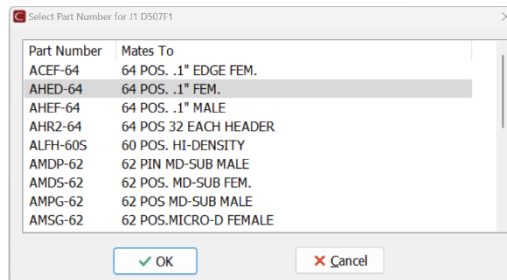 Select Part Number for J1 D507F1
Part Number Mates To
ACEF-64 64 POS. .1" EDGE FEM.
AHED-64 64 POS. .1" FEM.
AHEF-64 64 POS. .1" MALE
AHR2-64 64 POS 32 EACH HEADER
ALFH-60S 60 POS. HI-DENSITY
AMDP-62 62 PIN MD-SUB MALE
AMDS-62 62 POS. MD-SUB FEM.
AMPG-62 62 POS MD-SUB MALE
AMSG-62 62 POS.MICRO-D FEMALE
OK Cancel